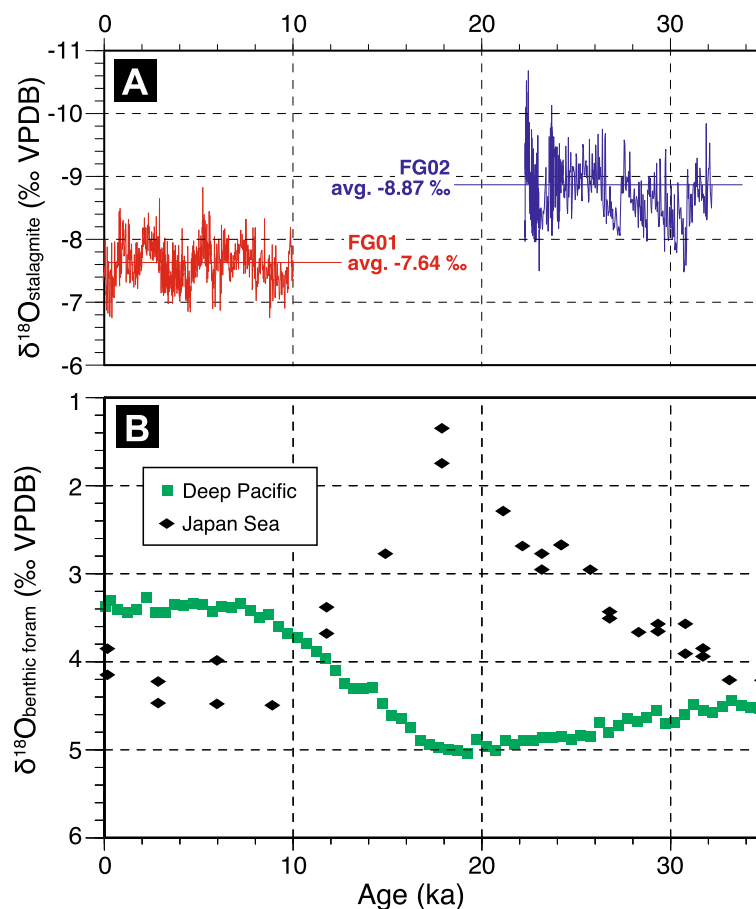 0 10 20 30
A
-11
-10
-9
-8
-7
-6
δ¹⁸Ostalagmite (‰ VPDB)
FG02
avg. -8.87 ‰
FG01
avg. -7.64 ‰
B
1
2
3
4
5
6
δ¹⁸Obenthic foram (‰ VPDB)
Deep Pacific
Japan Sea
0 10 20 30
Age (ka)